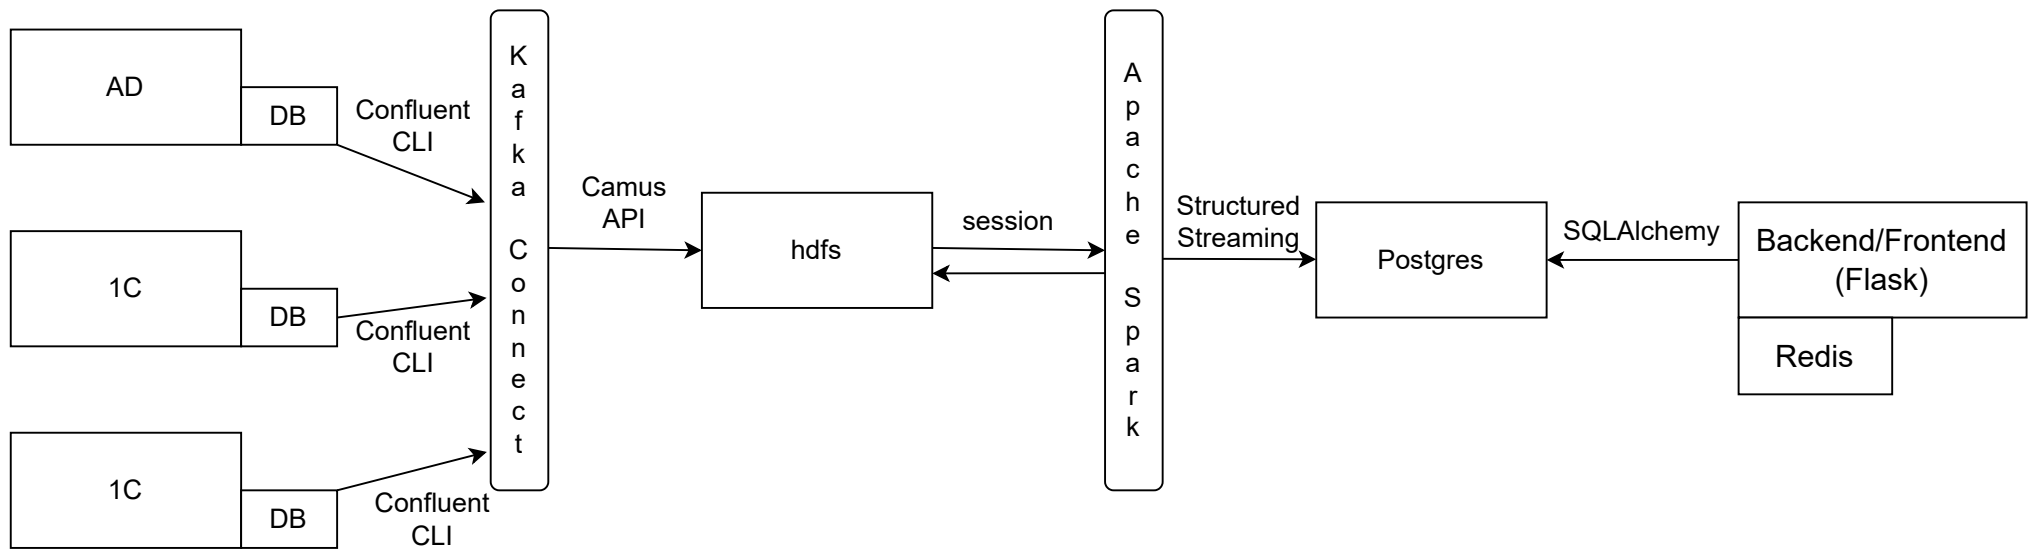 AD
DB
Confluent
CLI
1C
DB
Confluent
CLI
1C
DB
Confluent
CLI
Kafka Connect
Camus
API
hdfs
session
Apache Spark
Structured
Streaming
Postgres
SQLAlchemy
Backend/Frontend
(Flask)
Redis